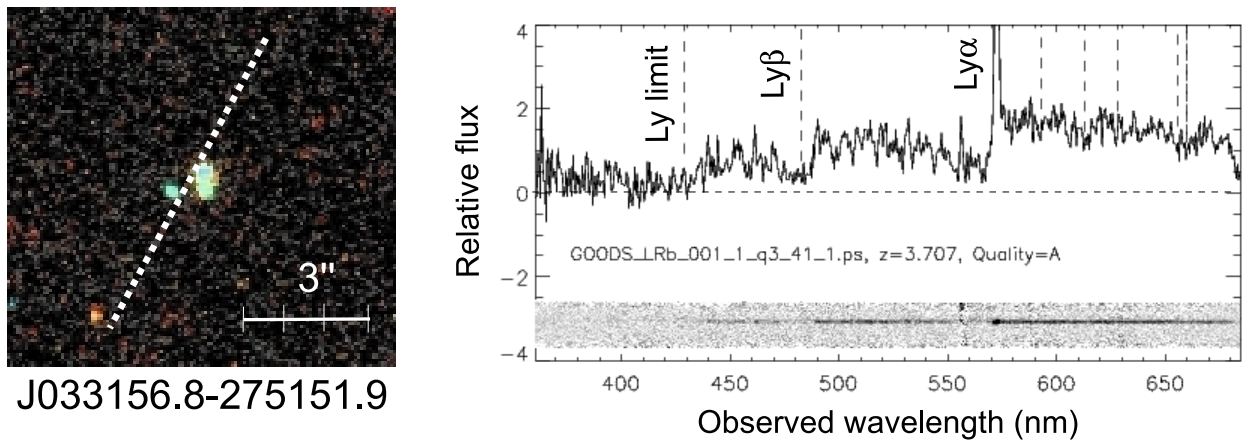 3"
J033156.8-275151.9
Relative flux
4
2
0
−2
−4
Ly limit
Lyβ
Lyα
GOODS_LRb_001_1_q3_41_1.ps, z=3.707, Quality=A
400 450 500 550 600 650
Observed wavelength (nm)